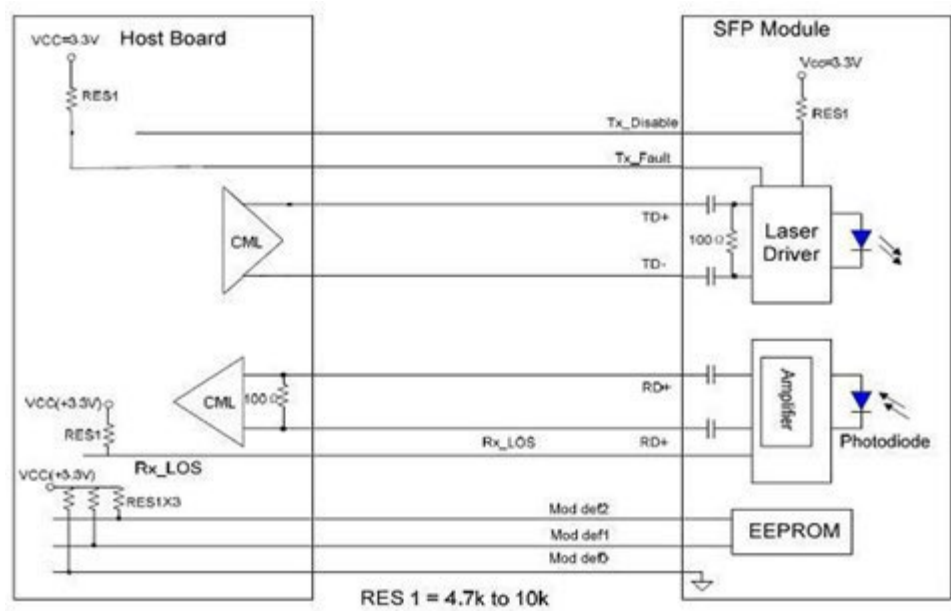 Host Board
SFP Module
VCC=3.3V
Vcc=3.3V
RES1
RES1
Tx_Disable
Tx_Fault
CML
TD+
100Ω
TD-
Laser
Driver
CML
100Ω
RD+
Amplifier
VCC(+3.3V)
RES1
Rx_LOS
RD+
Photodiode
Rx_LOS
VCC(+3.3V)
RES1X3
Mod def2
EEPROM
Mod def1
Mod def0
RES 1 = 4.7k to 10k